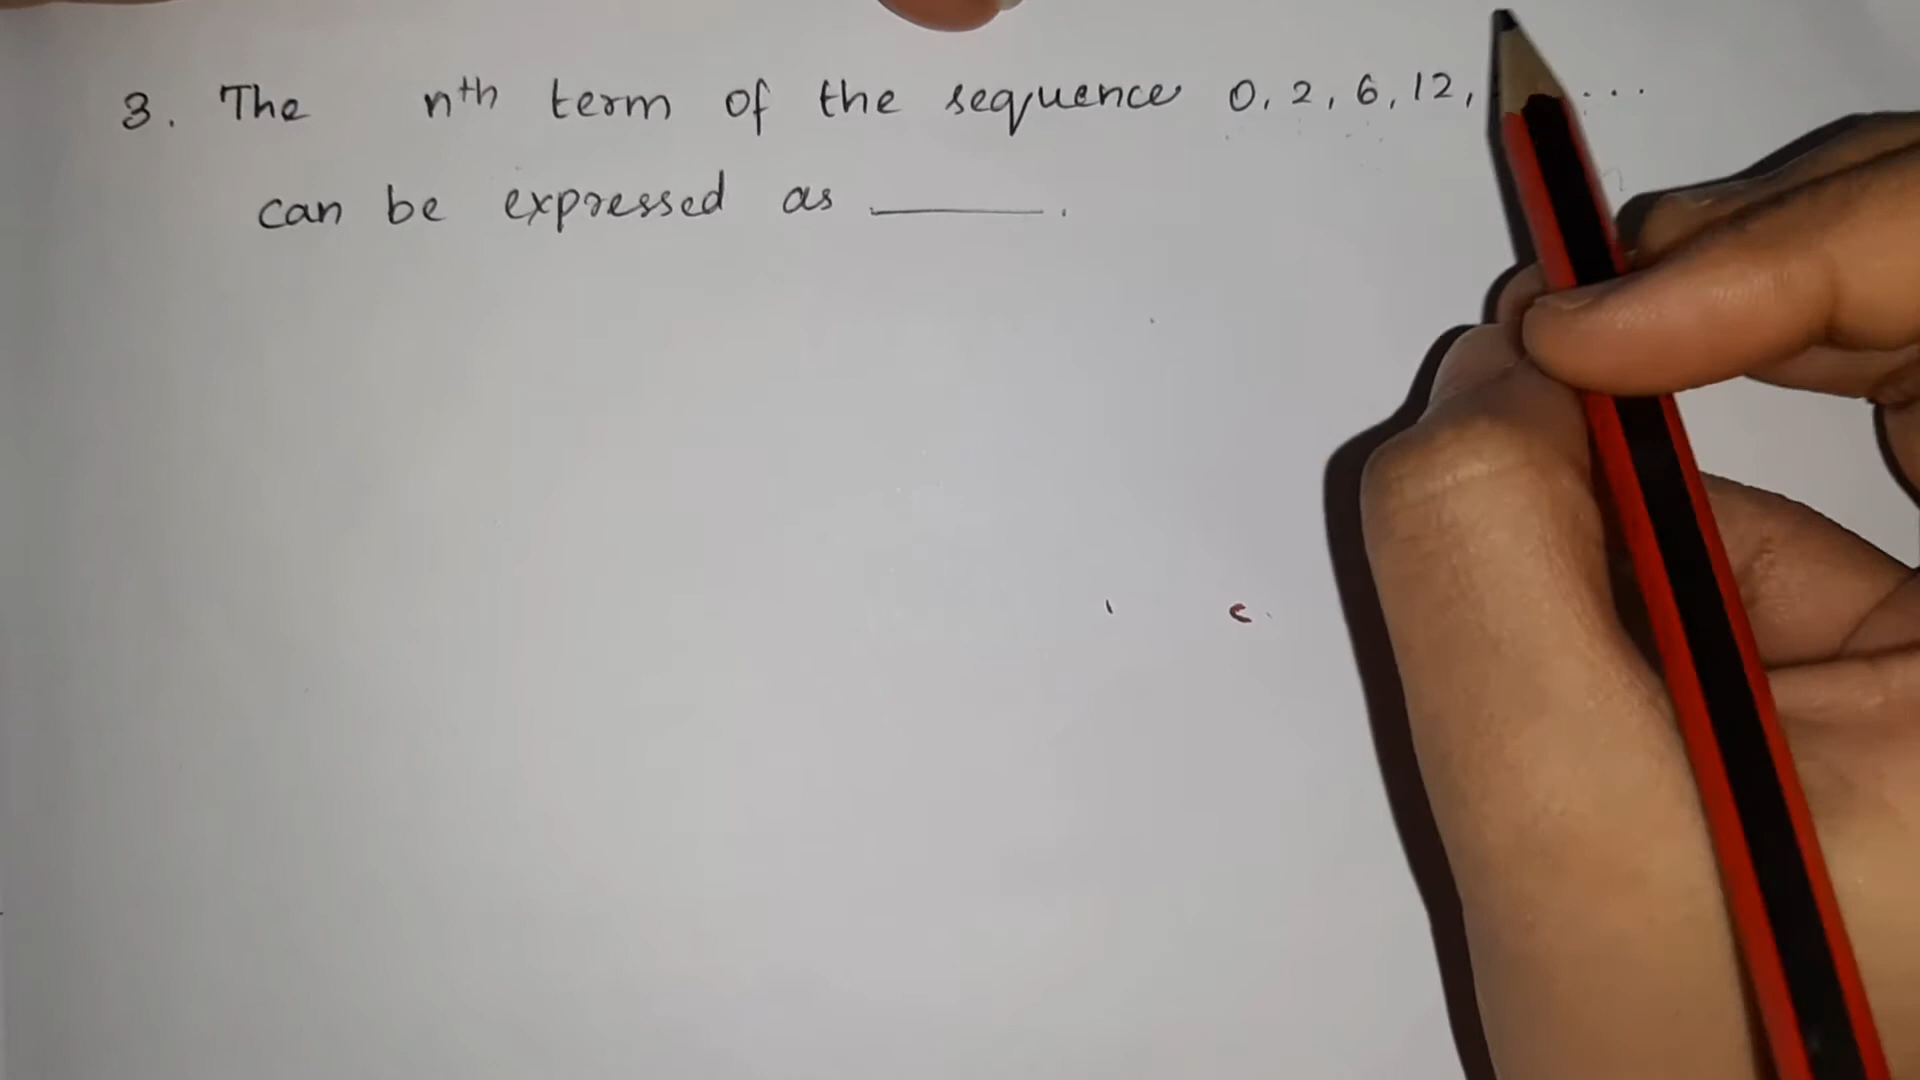 3. The nth term of the sequence 0, 2, 6, 12, ...
can be expressed as ______.